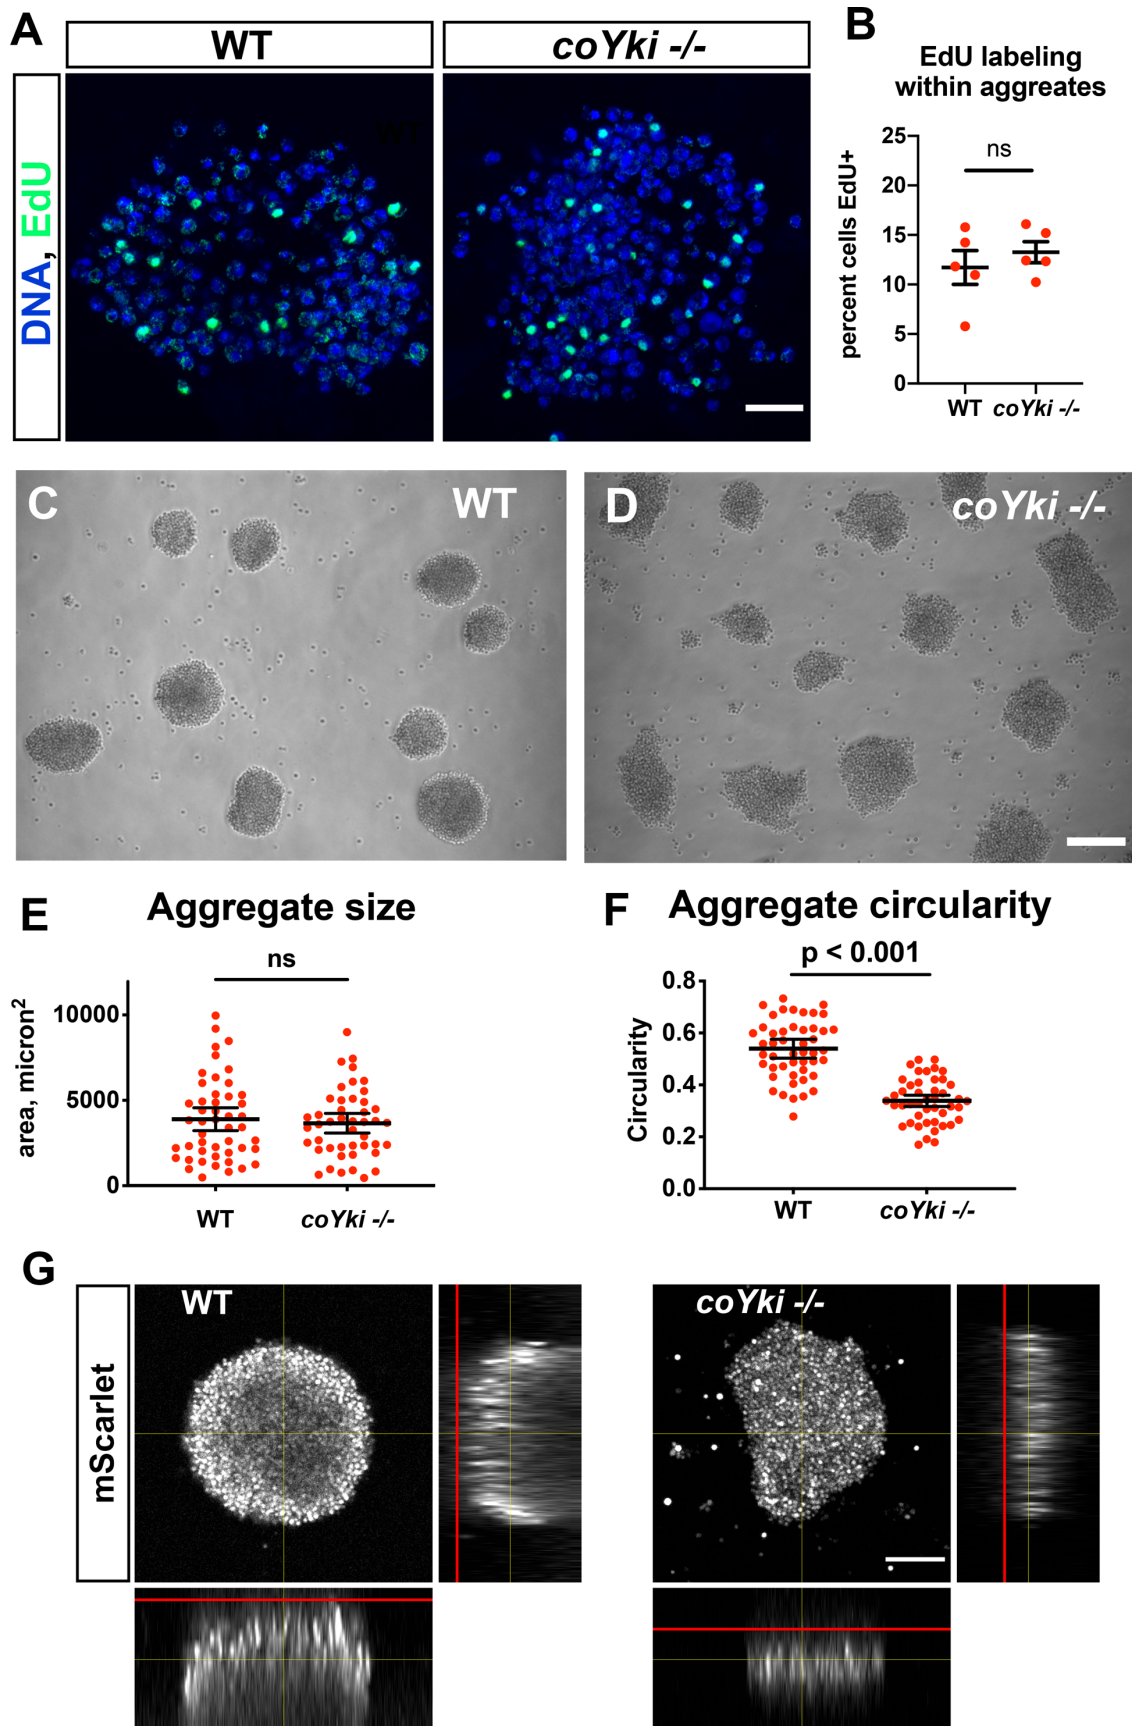 A
WT
coYki -/-
DNA, EdU
WT
B
EdU labeling
within aggreates
percent cells EdU+
25
20
15
10
5
0
ns
WT
coYki -/-
C
WT
D
coYki -/-
E
Aggregate size
ns
area, micron2
10000
5000
0
WT
coYki -/-
F
Aggregate circularity
p < 0.001
Circularity
0.8
0.6
0.4
0.2
0.0
WT
coYki -/-
G
mScarlet
WT
coYki -/-